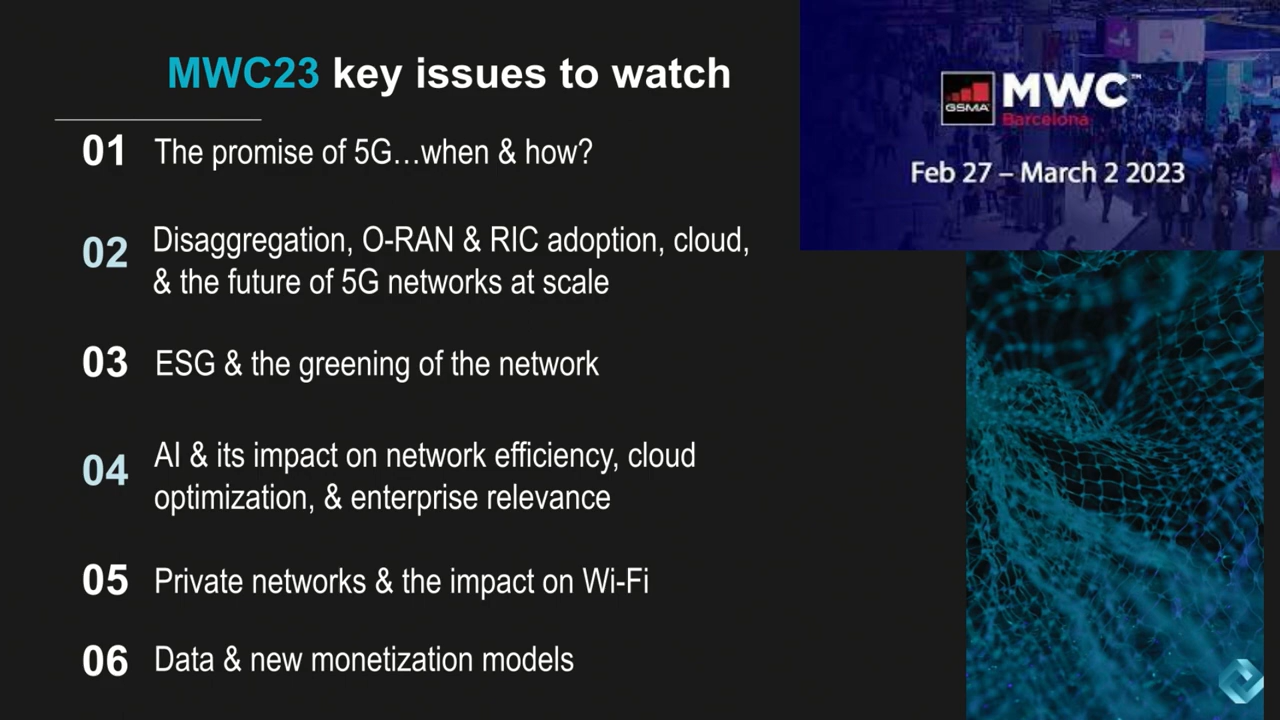 MWC23 key issues to watch
01 The promise of 5G…when & how?
02 Disaggregation, O-RAN & RIC adoption, cloud,
& the future of 5G networks at scale
03 ESG & the greening of the network
04 AI & its impact on network efficiency, cloud
optimization, & enterprise relevance
05 Private networks & the impact on Wi-Fi
06 Data & new monetization models
GSMA MWC™
Barcelona
Feb 27 – March 2 2023